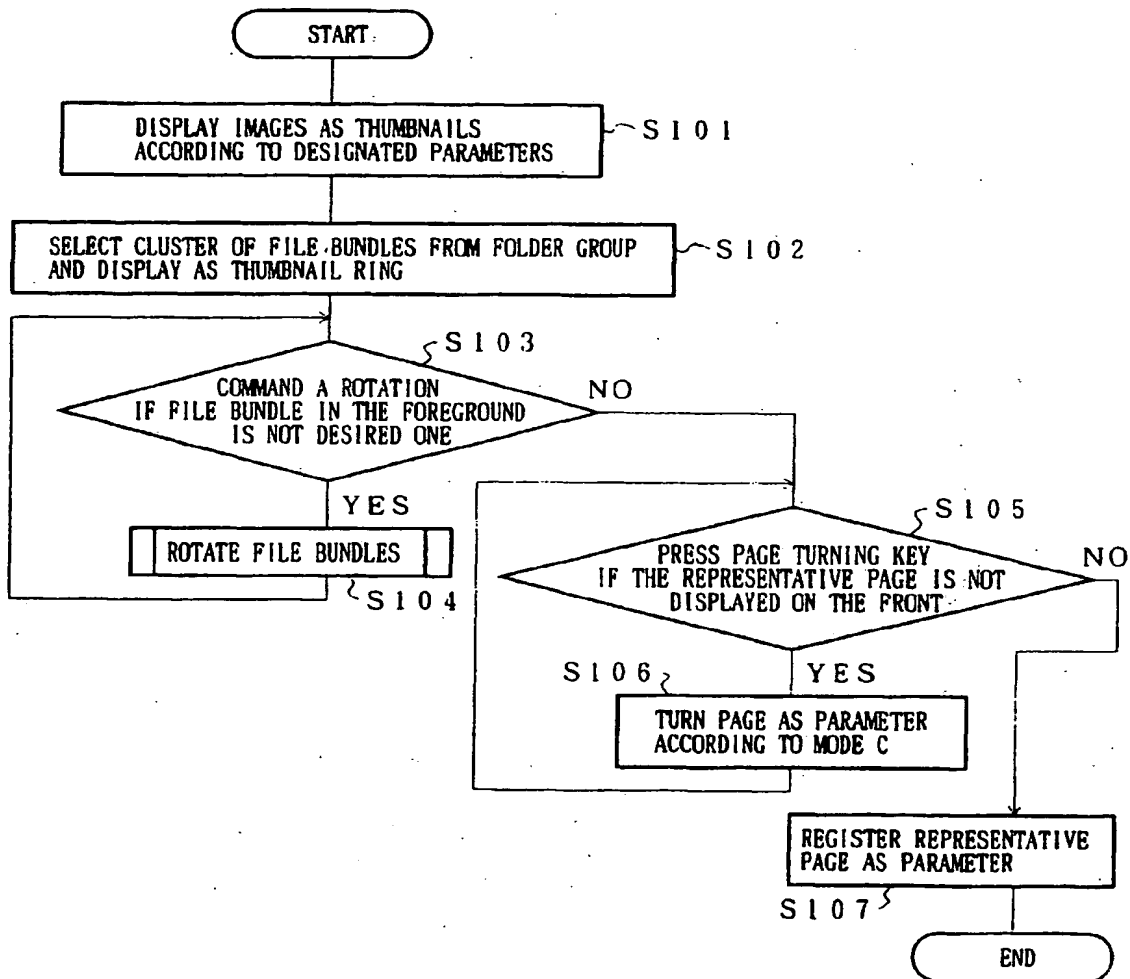 START
DISPLAY IMAGES AS THUMBNAILS
ACCORDING TO DESIGNATED PARAMETERS
S101
SELECT CLUSTER OF FILE BUNDLES FROM FOLDER GROUP
AND DISPLAY AS THUMBNAIL RING
S102
S103
COMMAND A ROTATION
IF FILE BUNDLE IN THE FOREGROUND
IS NOT DESIRED ONE
NO
YES
ROTATE FILE BUNDLES
S104
S105
PRESS PAGE TURNING KEY
IF THE REPRESENTATIVE PAGE IS NOT
DISPLAYED ON THE FRONT
NO
S106
YES
TURN PAGE AS PARAMETER
ACCORDING TO MODE C
REGISTER REPRESENTATIVE
PAGE AS PARAMETER
S107
END